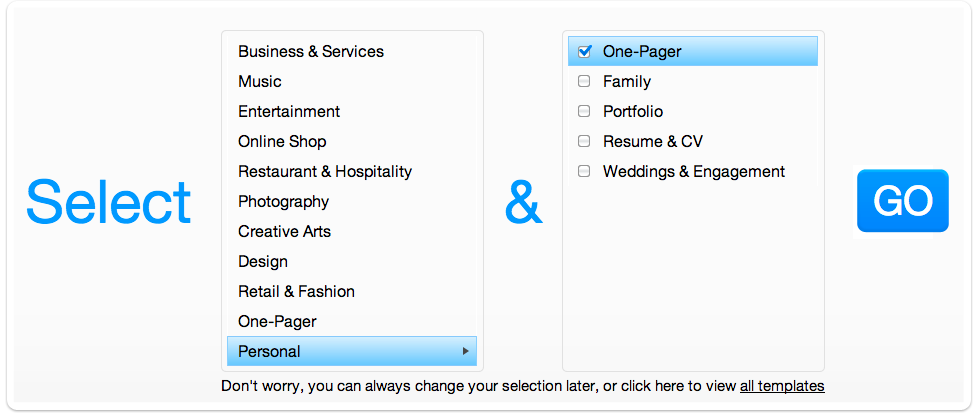 Select
Business & Services
Music
Entertainment
Online Shop
Restaurant & Hospitality
Photography
Creative Arts
Design
Retail & Fashion
One-Pager
Personal
&
One-Pager
Family
Portfolio
Resume & CV
Weddings & Engagement
GO
Don't worry, you can always change your selection later, or click here to view all templates